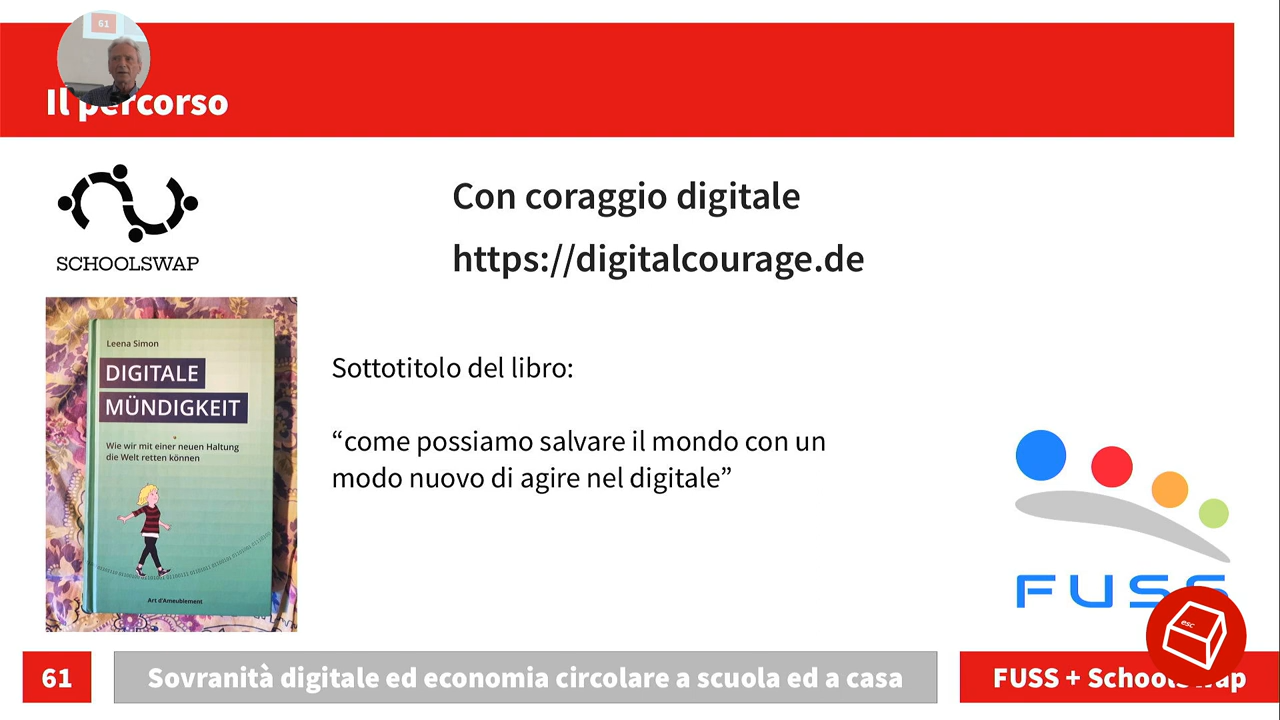 61
Il percorso
SCHOOLSWAP
Con coraggio digitale
https://digitalcourage.de
Leena Simon
DIGITALE
MÜNDIGKEIT
Wie wir mit einer neuen Haltung
die Welt retten können
Art d'Ameublement
Sottotitolo del libro:
“come possiamo salvare il mondo con un
modo nuovo di agire nel digitale”
FUSS
esc
61
Sovranità digitale ed economia circolare a scuola ed a casa
FUSS + SchoolSwap